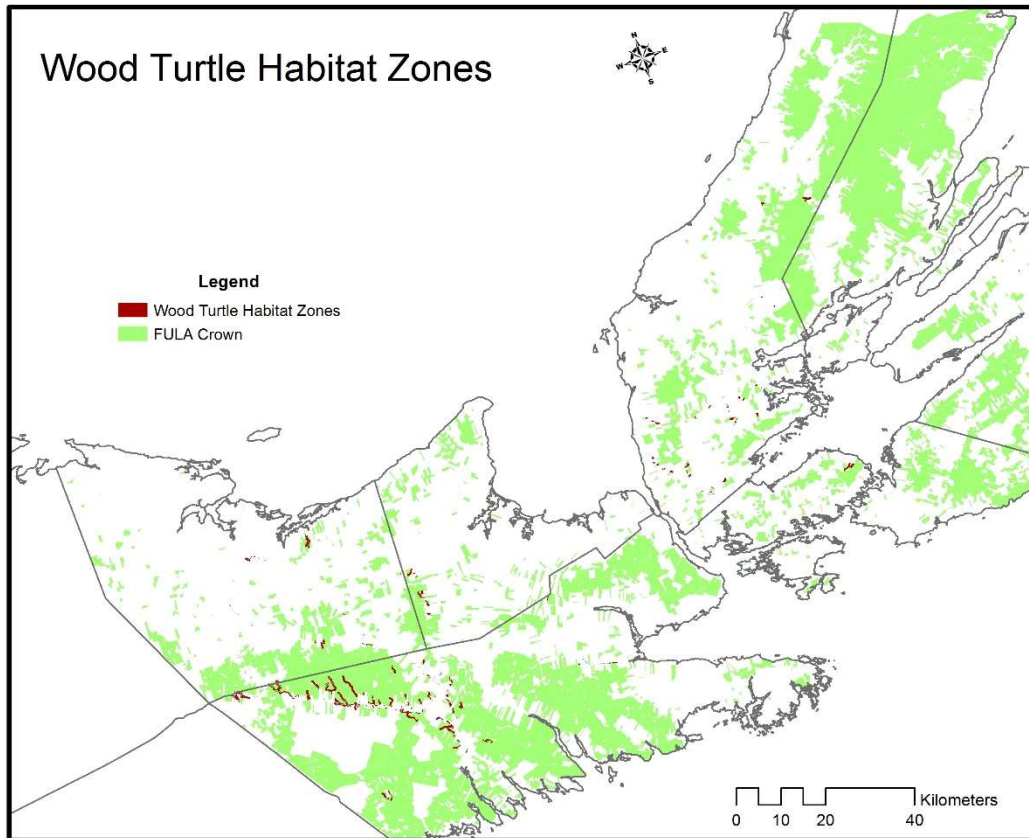 Wood Turtle Habitat Zones
N
W E
S
Legend
Wood Turtle Habitat Zones
FULA Crown
Kilometers
0 10 20 40